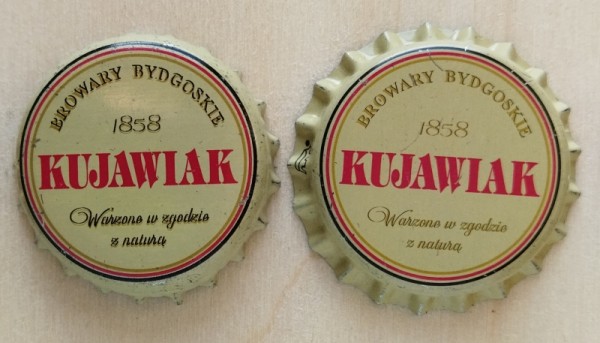 BROWARY BYDGOSKIE
1858
KUJAWIAK
Warzone w zgodzie
z naturą
BROWARY BYDGOSKIE
1858
KUJAWIAK
Warzone w zgodzie
z naturą